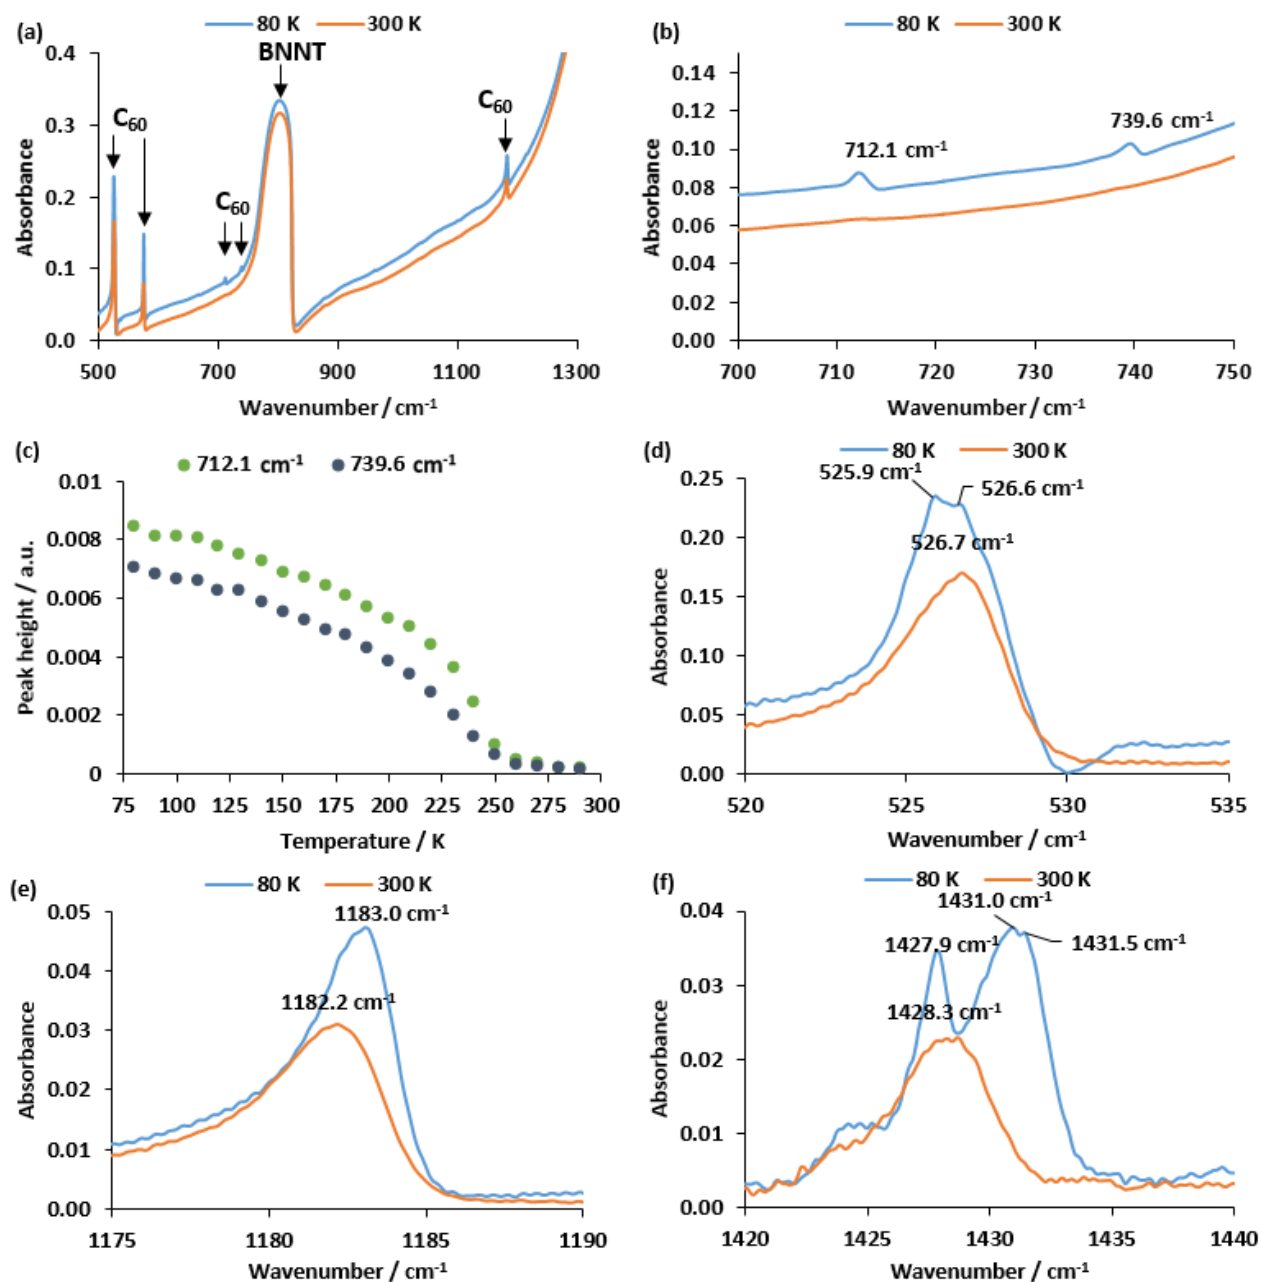 (a)
80 K 300 K
BNNT
C60
C60
C60
0.4
0.3
0.2
0.1
0.0
Absorbance
500 700 900 1100 1300
Wavenumber / cm-1
(b)
80 K 300 K
739.6 cm-1
712.1 cm-1
0.14
0.12
0.10
0.08
0.06
0.04
0.02
0.00
Absorbance
700 710 720 730 740 750
Wavenumber / cm-1
(c)
712.1 cm-1 739.6 cm-1
0.01
0.008
0.006
0.004
0.002
0
Peak height / a.u.
75 100 125 150 175 200 225 250 275 300
Temperature / K
(d)
80 K 300 K
525.9 cm-1
526.6 cm-1
526.7 cm-1
0.25
0.20
0.15
0.10
0.05
0.00
Absorbance
520 525 530 535
Wavenumber / cm-1
(e)
80 K 300 K
1183.0 cm-1
1182.2 cm-1
0.05
0.04
0.03
0.02
0.01
0.00
Absorbance
1175 1180 1185 1190
Wavenumber / cm-1
(f)
80 K 300 K
1431.0 cm-1
1427.9 cm-1
1431.5 cm-1
1428.3 cm-1
0.04
0.03
0.02
0.01
0.00
Absorbance
1420 1425 1430 1435 1440
Wavenumber / cm-1